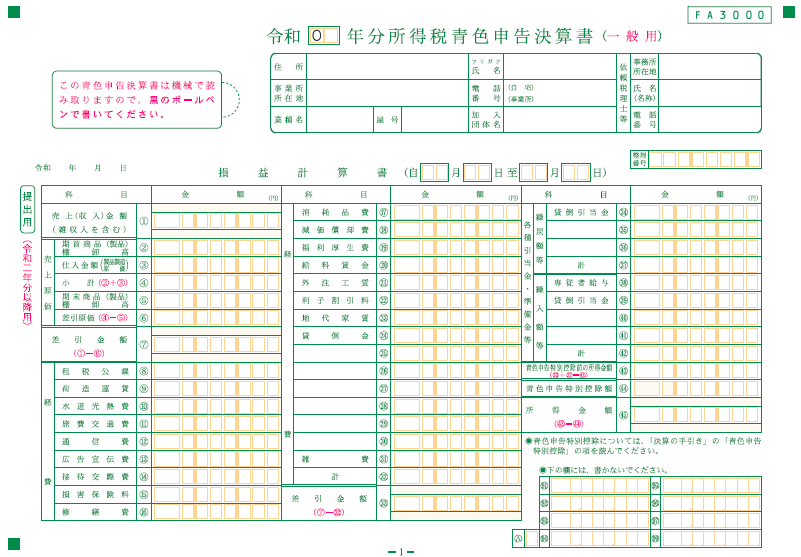 FA3000
令和 0 年分所得税青色申告決算書(一般用)
この青色申告決算書は機械で読
み取りますので、黒のボールペ
ンで書いてください。
住所
フリガナ
氏名
依頼税理士等
事務所
所在地
事業所
所在地
電話
番号
(自宅)
(事業所)
氏名
(名称)
業種名
屋号
加入
団体名
電話
番号
令和 年 月 日
損益計算書 (自 月 日 至 月 日)
整理
番号
提出用
(令和二年分以降用)
科目 金額 (円)
売上(収入)金額
(雑収入を含む) ①
売上原価
期首商品(製品)
棚卸高 ②
仕入金額(製品製造原価) ③
小計(②+③) ④
期末商品(製品)
棚卸高 ⑤
差引原価(④-⑤) ⑥
差引金額
(①-⑥) ⑦
経費
租税公課 ⑧
荷造運賃 ⑨
水道光熱費 ⑩
旅費交通費 ⑪
通信費 ⑫
広告宣伝費 ⑬
接待交際費 ⑭
損害保険料 ⑮
修繕費 ⑯
科目 金額 (円)
経費
消耗品費 ⑰
減価償却費 ⑱
福利厚生費 ⑲
給料賃金 ⑳
外注工賃 ㉑
利子割引料 ㉒
地代家賃 ㉓
貸倒金 ㉔
㉕
㉖
㉗
㉘
㉙
㉚
雑費 ㉛
計 ㉜
差引金額
(⑦-㉜) ㉝
科目 金額 (円)
各種引当金・準備金等
繰戻額等
貸倒引当金 ㉞
㉟
㊱
計 ㊲
繰入額等
専従者給与 ㊳
貸倒引当金 ㊴
㊵
㊶
計 ㊷
青色申告特別控除前の所得金額
(㉝+㊲-㊷) ㊸
青色申告特別控除額 ㊹
所得金額
(㊸-㊹) ㊺
●青色申告特別控除については、「決算の手引き」の「青色申告
特別控除」の項を読んでください。
●下の欄には、書かないでください。
1